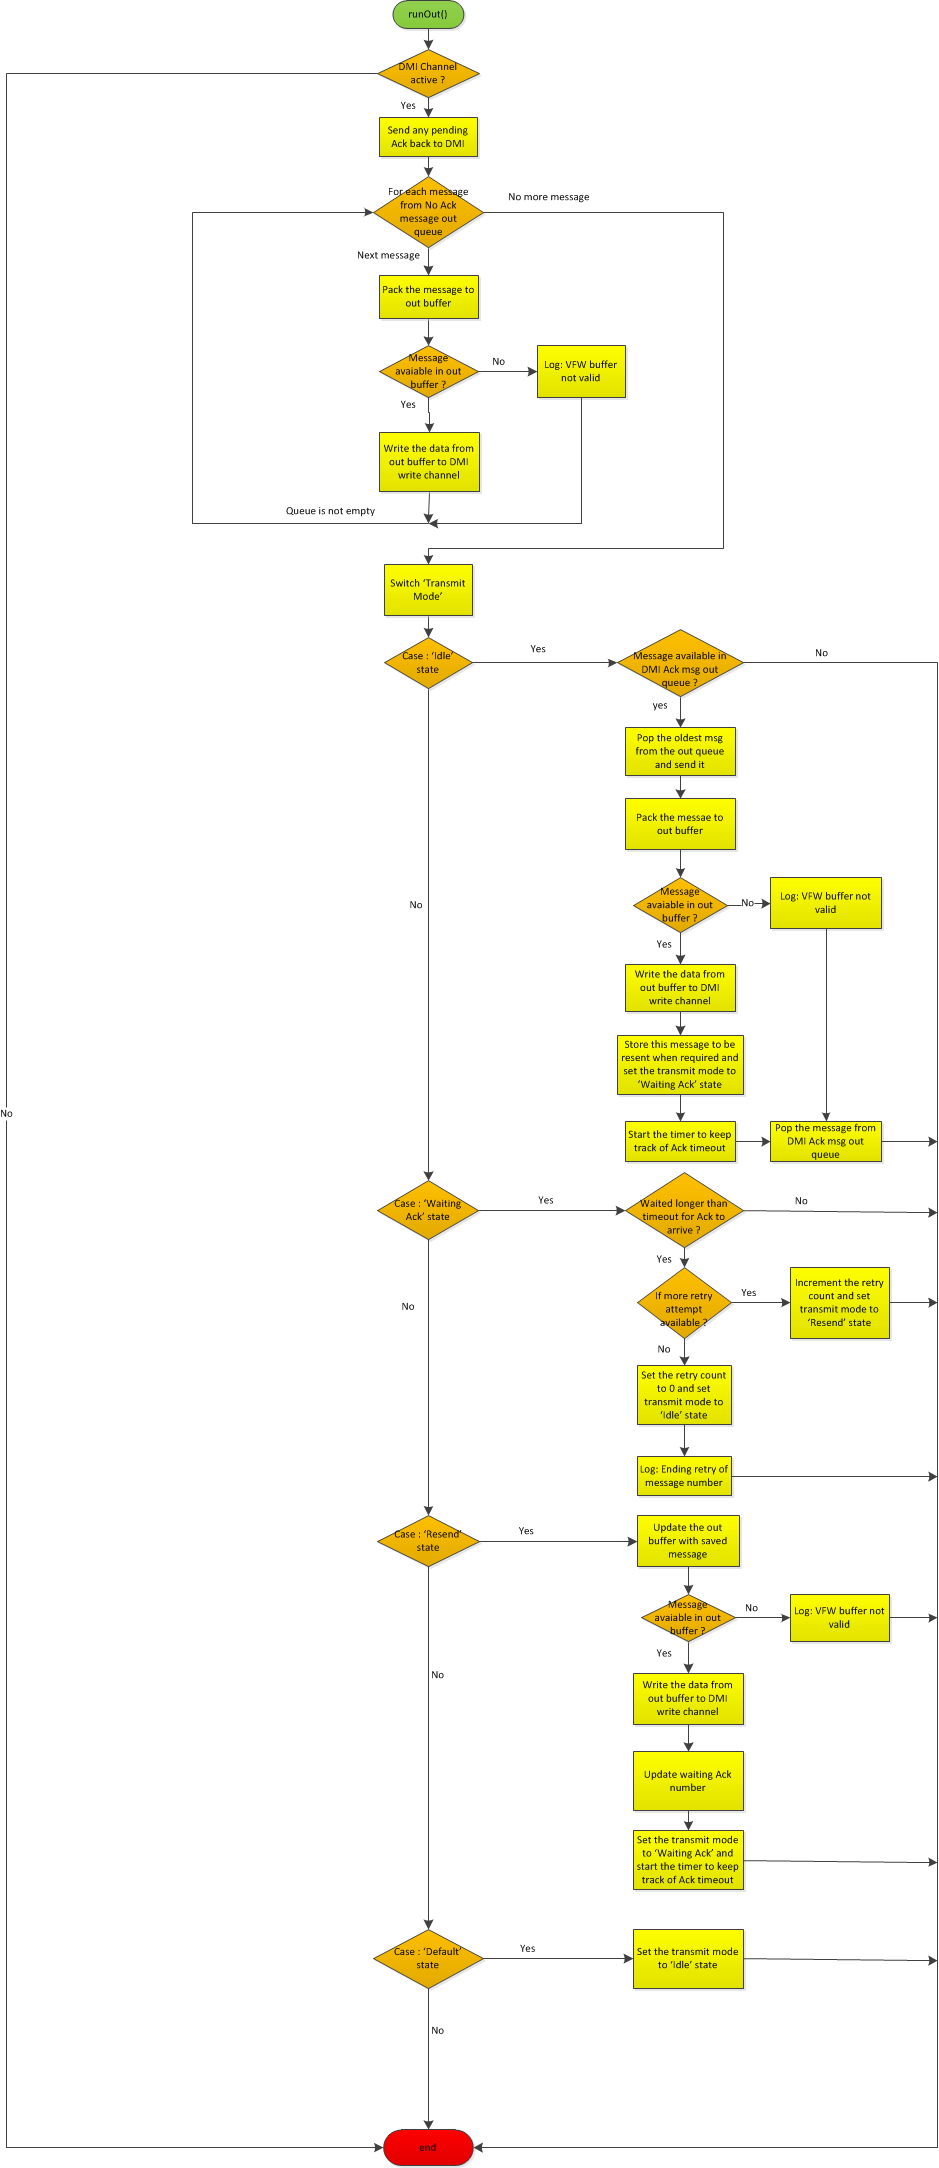 runOut()
DMI Channel
active ?
Yes
Send any pending
Ack back to DMI
For each message
from No Ack
message out
queue
No more message
Next message
Pack the message to
out buffer
Message
avaiable in out
buffer ?
No
Log: VFW buffer
not valid
Yes
Write the data from
out buffer to DMI
write channel
Queue is not empty
Switch ‘Transmit
Mode’
Case : ‘Idle’
state
Yes
Message available in
DMI Ack msg out
queue ?
No
yes
Pop the oldest msg
from the out queue
and send it
Pack the messae to
out buffer
No
Message
avaiable in out
buffer ?
No
Log: VFW buffer not
valid
Yes
Write the data from
out buffer to DMI
write channel
Store this message to be
resent when required and
set the transmit mode to
‘Waiting Ack’ state
No
Start the timer to keep
track of Ack timeout
Pop the message from
DMI Ack msg out
queue
Case : ‘Waiting
Ack’ state
Yes
Waited longer than
timeout for Ack to
arrive ?
No
Yes
No
If more retry
attempt
available ?
Yes
Increment the retry
count and set
transmit mode to
‘Resend’ state
No
Set the retry count
to 0 and set
transmit mode to
‘Idle’ state
Log: Ending retry of
message number
Case : ‘Resend’
state
Yes
Update the out
buffer with saved
message
Message
avaiable in out
buffer ?
No
Log: VFW buffer not
valid
Yes
No
Write the data from
out buffer to DMI
write channel
Update waiting Ack
number
Set the transmit mode
to ‘Waiting Ack’ and
start the timer to keep
track of Ack timeout
Case : ‘Default’
state
Yes
Set the transmit mode
to ‘Idle’ state
No
end